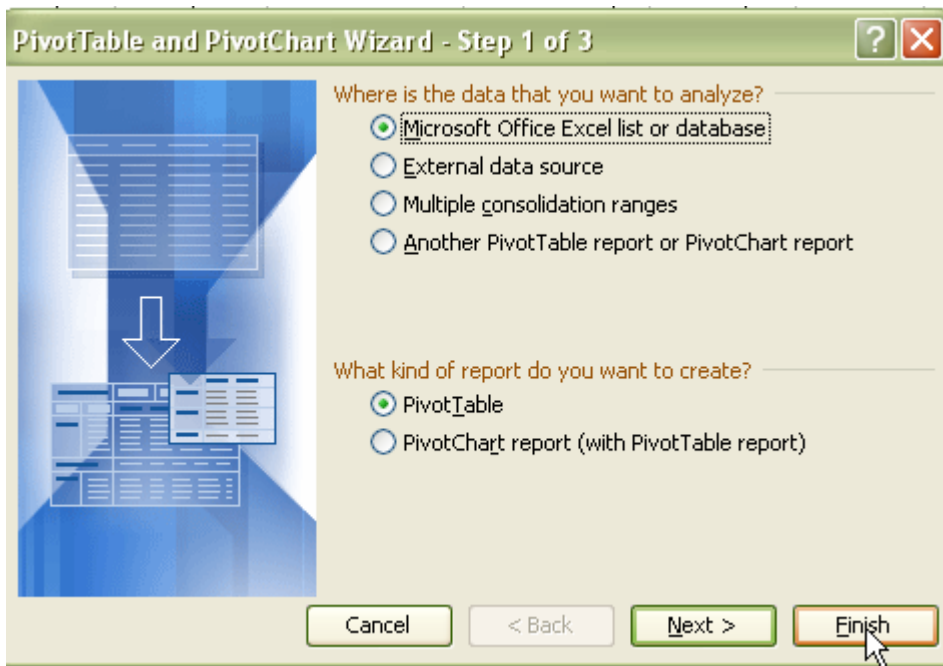 PivotTable and PivotChart Wizard - Step 1 of 3
Where is the data that you want to analyze?
Microsoft Office Excel list or database
External data source
Multiple consolidation ranges
Another PivotTable report or PivotChart report
What kind of report do you want to create?
PivotTable
PivotChart report (with PivotTable report)
Cancel < Back Next > Finish